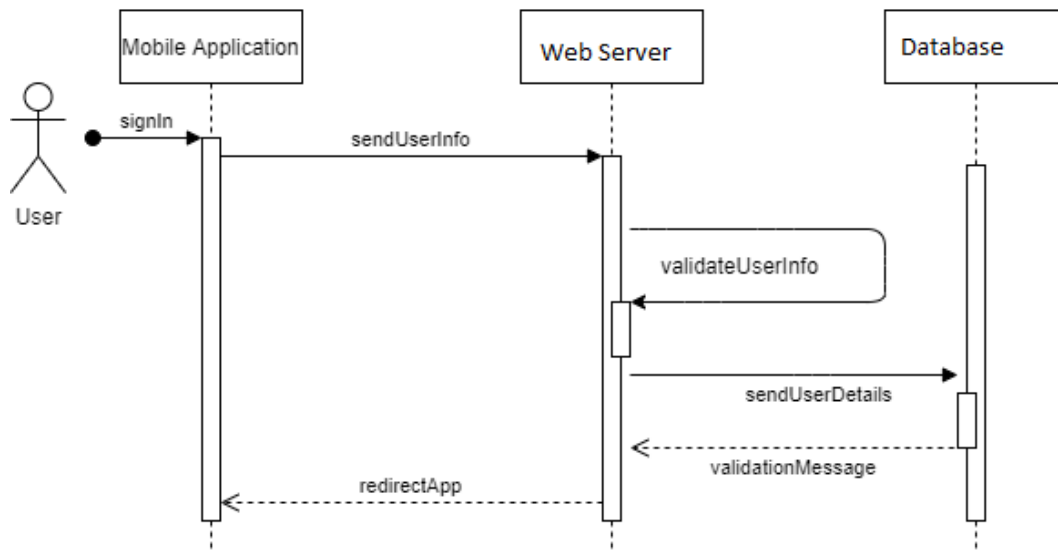 Mobile Application
Web Server
Database
signIn
sendUserInfo
User
validateUserInfo
sendUserDetails
validationMessage
redirectApp